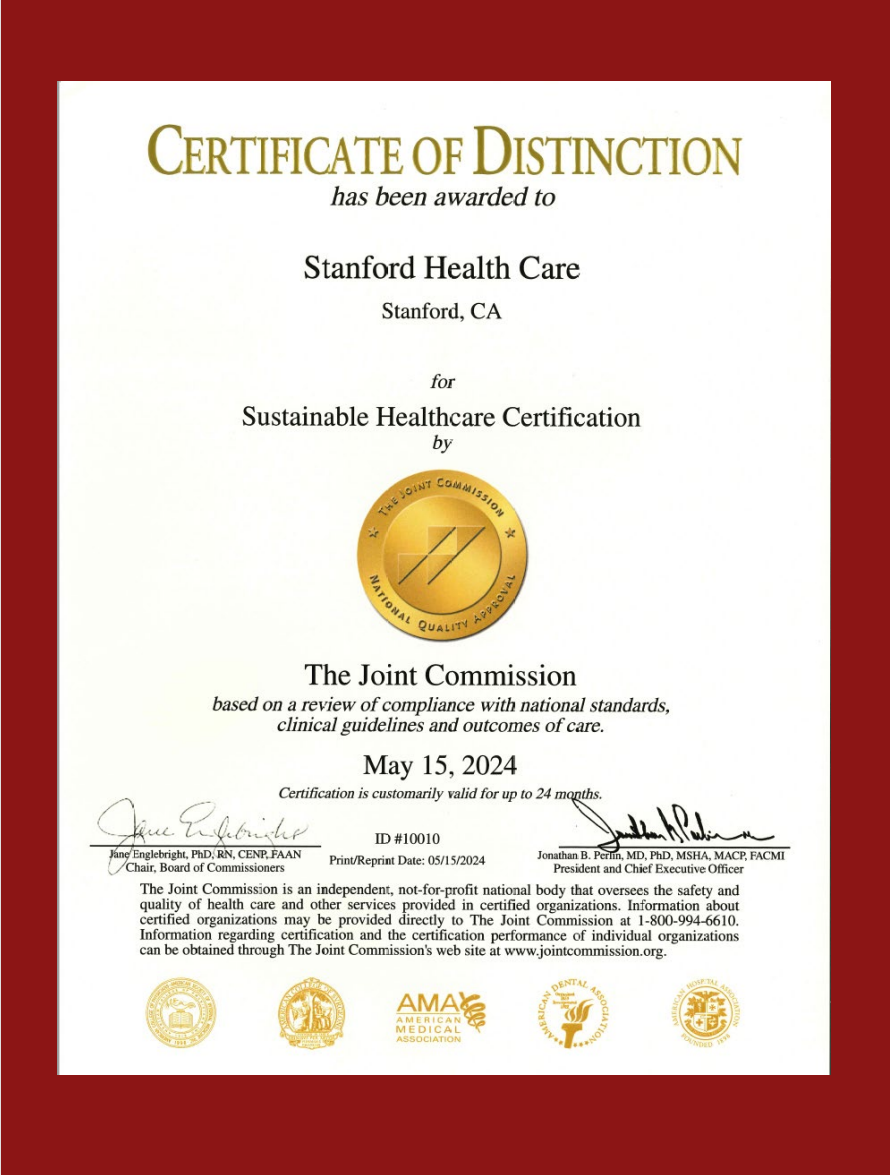 CERTIFICATE OF DISTINCTION
has been awarded to
Stanford Health Care
Stanford, CA
for
Sustainable Healthcare Certification
by
THE JOINT COMMISSION
NATIONAL QUALITY APPROVAL
The Joint Commission
based on a review of compliance with national standards,
clinical guidelines and outcomes of care.
May 15, 2024
Certification is customarily valid for up to 24 months.
ID #10010
Print/Reprint Date: 05/15/2024
Jane Englebright, PhD, RN, CENP, FAAN
Chair, Board of Commissioners
Jonathan B. Perlin, MD, PhD, MSHA, MACP, FACMI
President and Chief Executive Officer
The Joint Commission is an independent, not-for-profit national body that oversees the safety and
quality of health care and other services provided in certified organizations. Information about
certified organizations may be provided directly to The Joint Commission at 1-800-994-6610.
Information regarding certification and the certification performance of individual organizations
can be obtained through The Joint Commission's web site at www.jointcommission.org.
AMA
AMERICAN
MEDICAL
ASSOCIATION
AMERICAN DENTAL ASSOCIATION
AMERICAN HOSPITAL ASSOCIATION
FOUNDED 1898